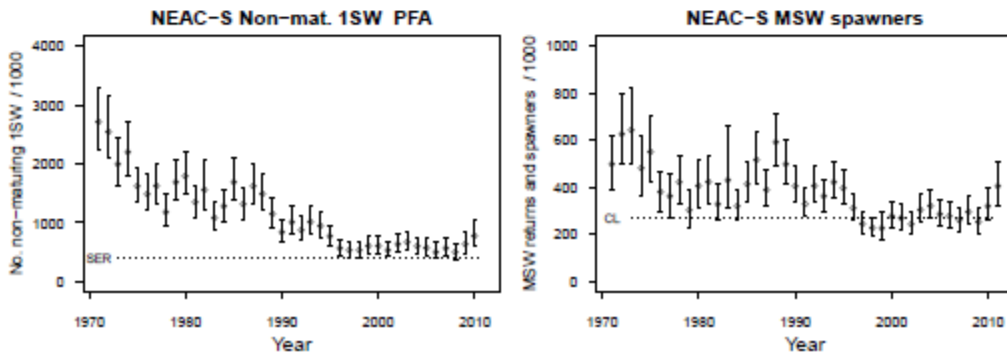 NEAC-S Non-mat. 1SW PFA
No. non-maturing 1SW / 1000
4000
3000
2000
1000
0
SER
1970 1980 1990 2000 2010
Year
NEAC-S MSW spawners
MSW returns and spawners / 1000
1000
800
600
400
200
0
CL
1970 1980 1990 2000 2010
Year